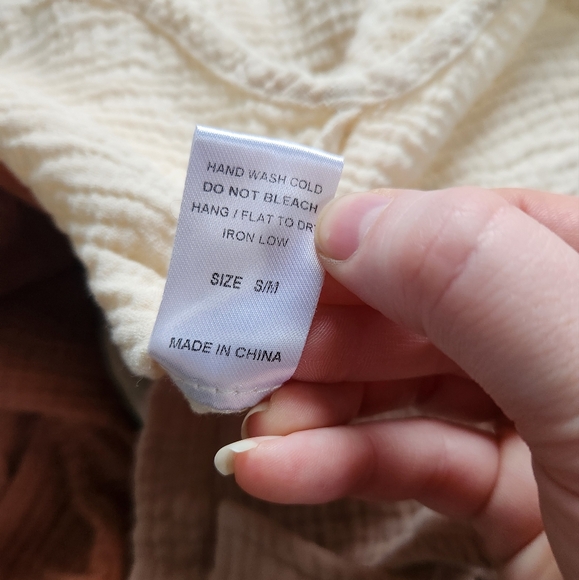 HAND WASH COLD
DO NOT BLEACH
HANG / FLAT TO DRY
IRON LOW
SIZE S/M
MADE IN CHINA